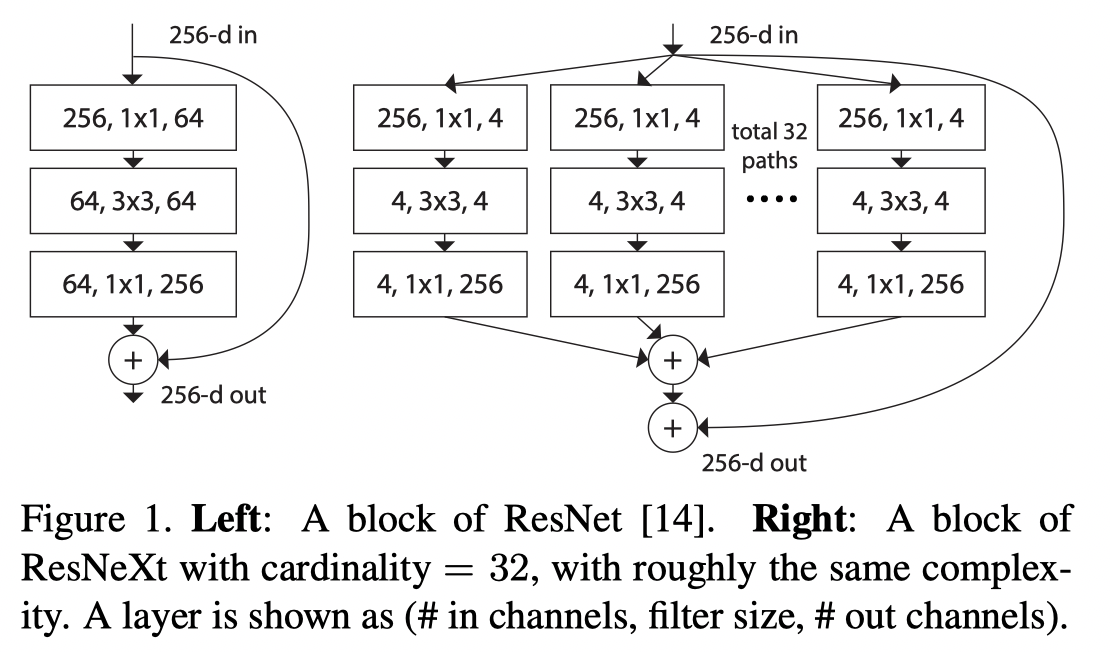 256-d in
256, 1x1, 64
64, 3x3, 64
64, 1x1, 256
+
256-d out
256-d in
256, 1x1, 4
256, 1x1, 4
total 32
paths
256, 1x1, 4
4, 3x3, 4
4, 3x3, 4
....
4, 3x3, 4
4, 1x1, 256
4, 1x1, 256
4, 1x1, 256
+
+
256-d out
Figure 1. Left: A block of ResNet [14]. Right: A block of
ResNeXt with cardinality = 32, with roughly the same complex-
ity. A layer is shown as (# in channels, filter size, # out channels).